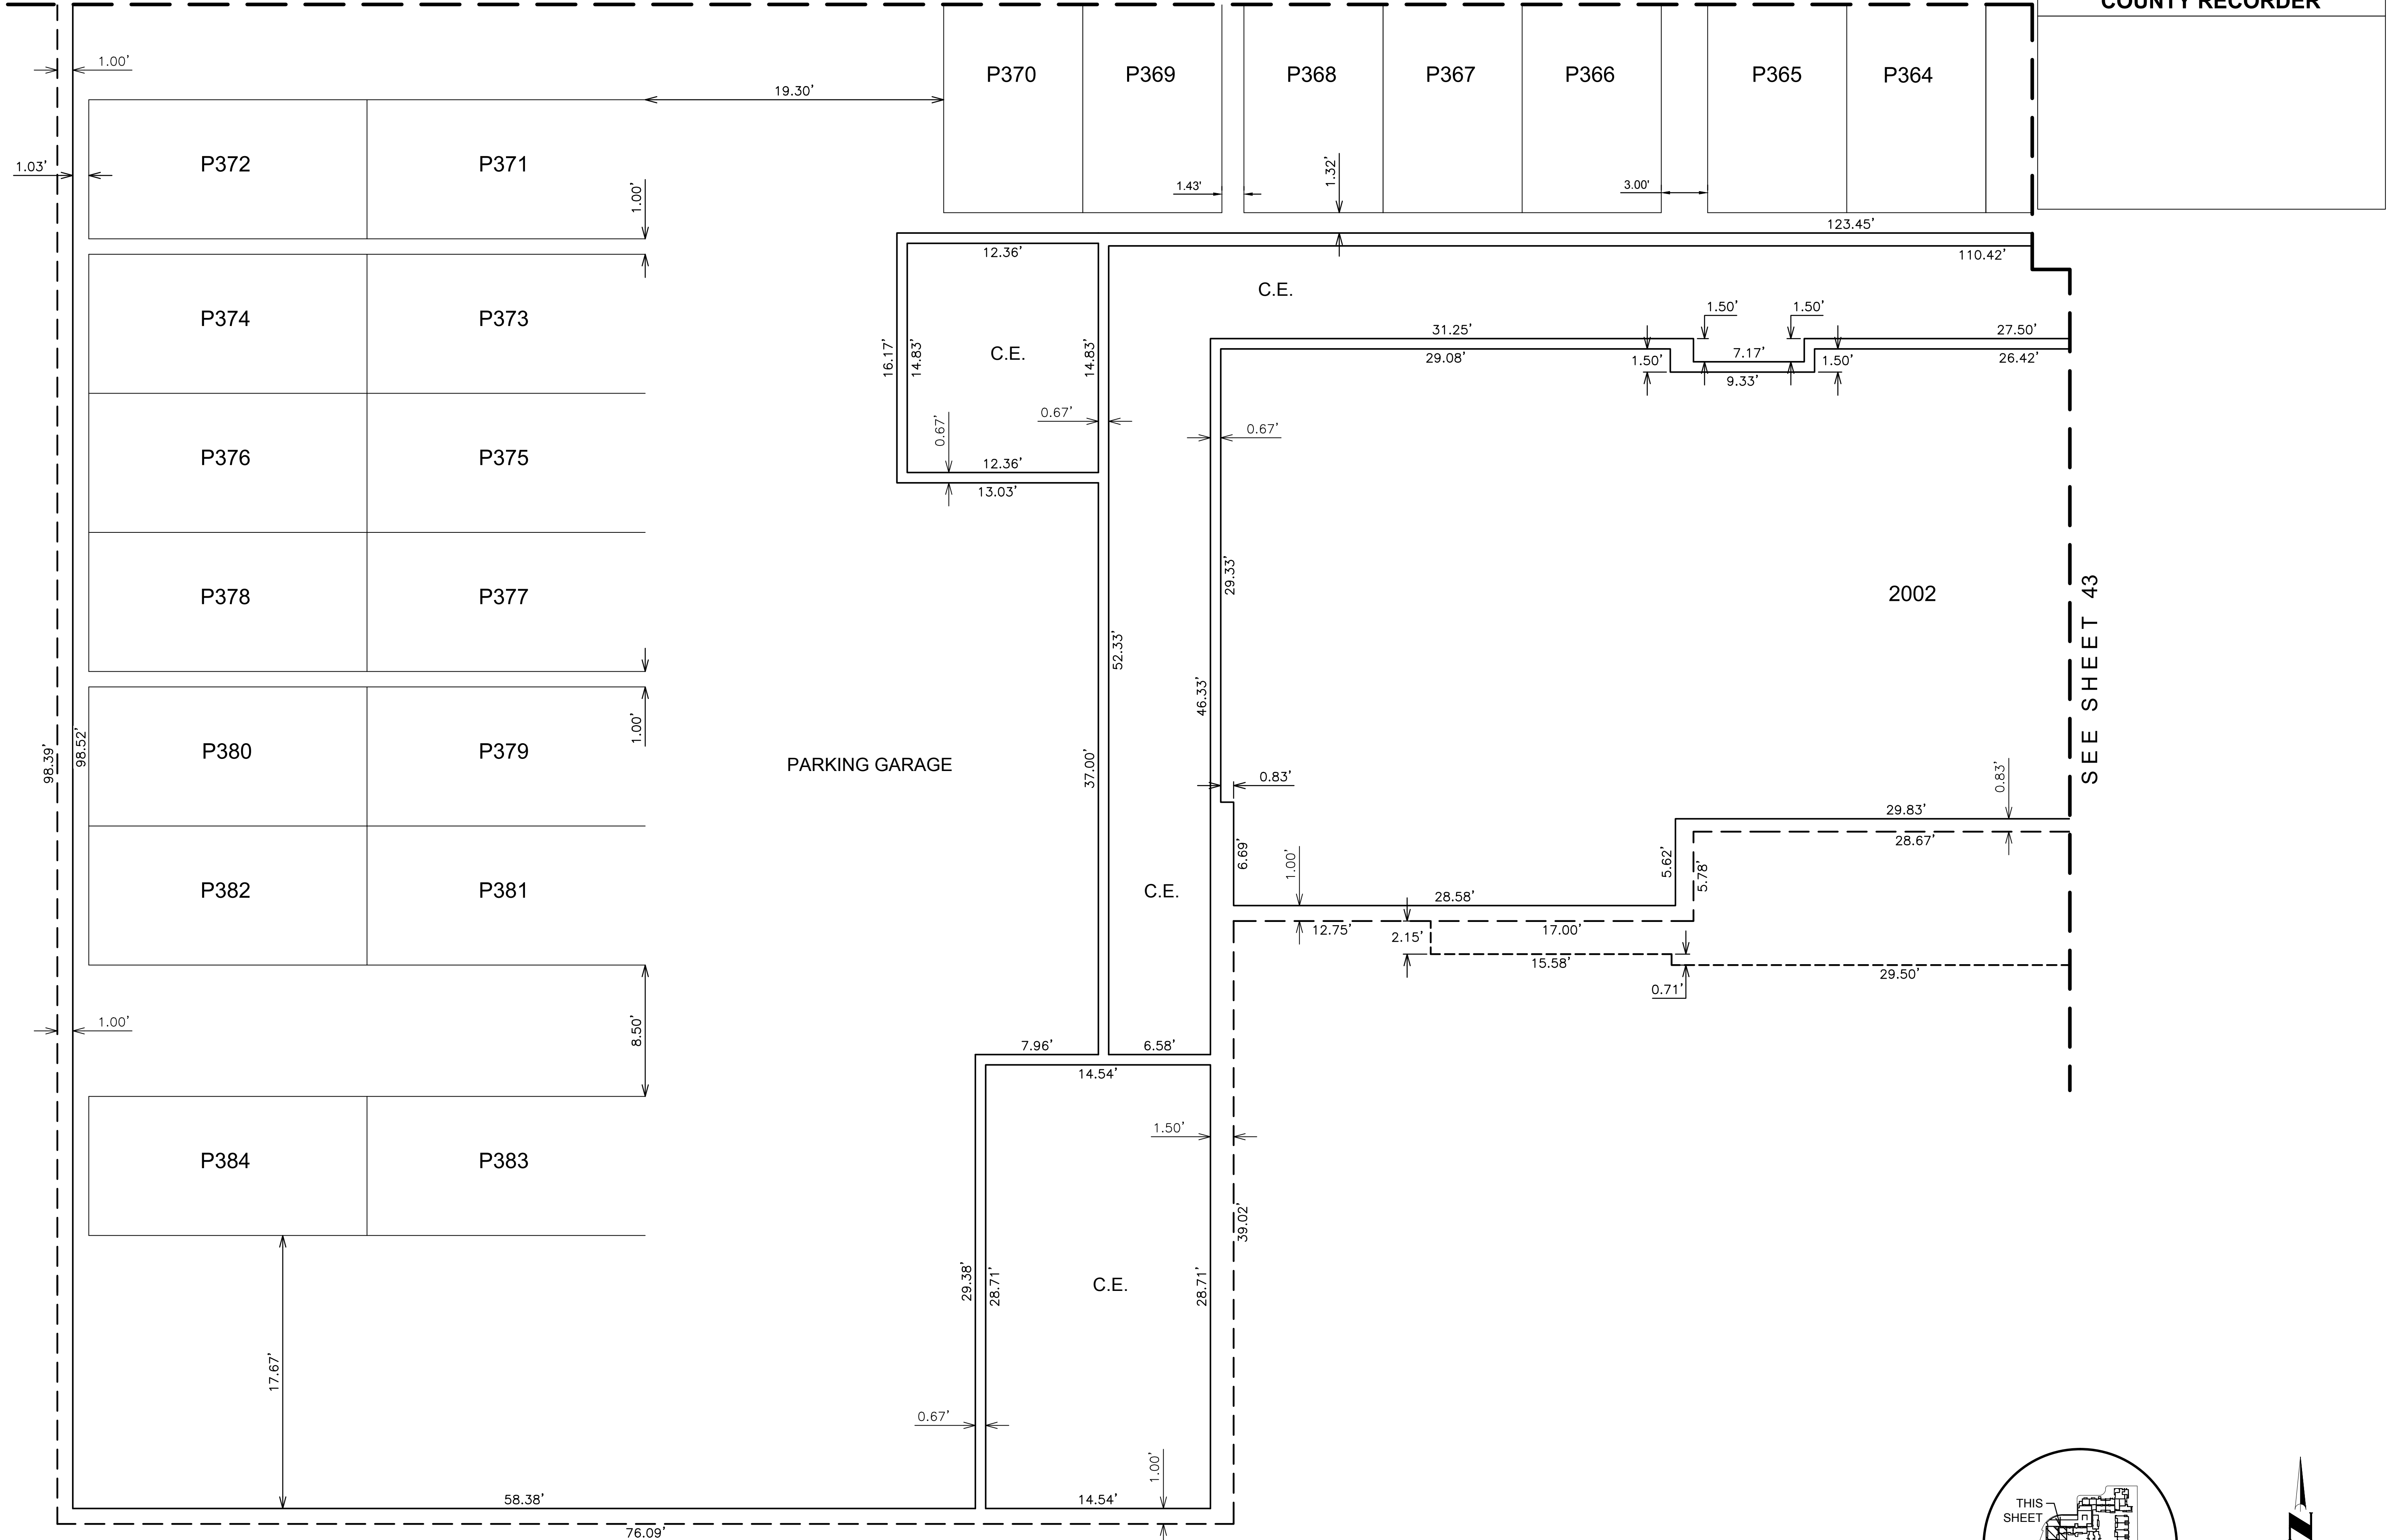 COUNTY RECORDER
P370
P369
P368
P367
P366
P365
P364
1.00'
19.30'
P372
P371
1.03'
1.00'
1.43'
1.32'
3.00'
123.45'
12.36'
110.42'
C.E.
P374
P373
1.50'
1.50'
31.25'
27.50'
16.17'
14.83'
C.E.
14.83'
29.08'
1.50'
7.17'
1.50'
26.42'
9.33'
0.67'
0.67'
0.67'
P376
P375
12.36'
13.03'
29.33'
P378
P377
2002
SEE SHEET 43
52.33'
46.33'
98.39'
98.52'
P380
P379
1.00'
PARKING GARAGE
37.00'
0.83'
0.83'
29.83'
28.67'
6.69'
1.00'
5.62'
5.78'
P382
P381
C.E.
28.58'
12.75'
2.15'
17.00'
15.58'
29.50'
0.71'
1.00'
8.50'
7.96'
6.58'
14.54'
1.50'
P384
P383
39.02'
29.38'
28.71'
C.E.
28.71'
17.67'
0.67'
1.00'
58.38'
14.54'
76.09'
THIS
SHEET